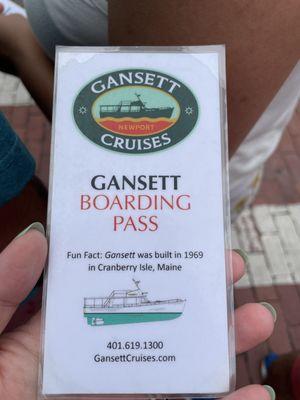 GANSETT
NEWPORT
CRUISES
GANSETT
BOARDING
PASS
Fun Fact: Gansett was built in 1969
in Cranberry Isle, Maine
401.619.1300
GansettCruises.com